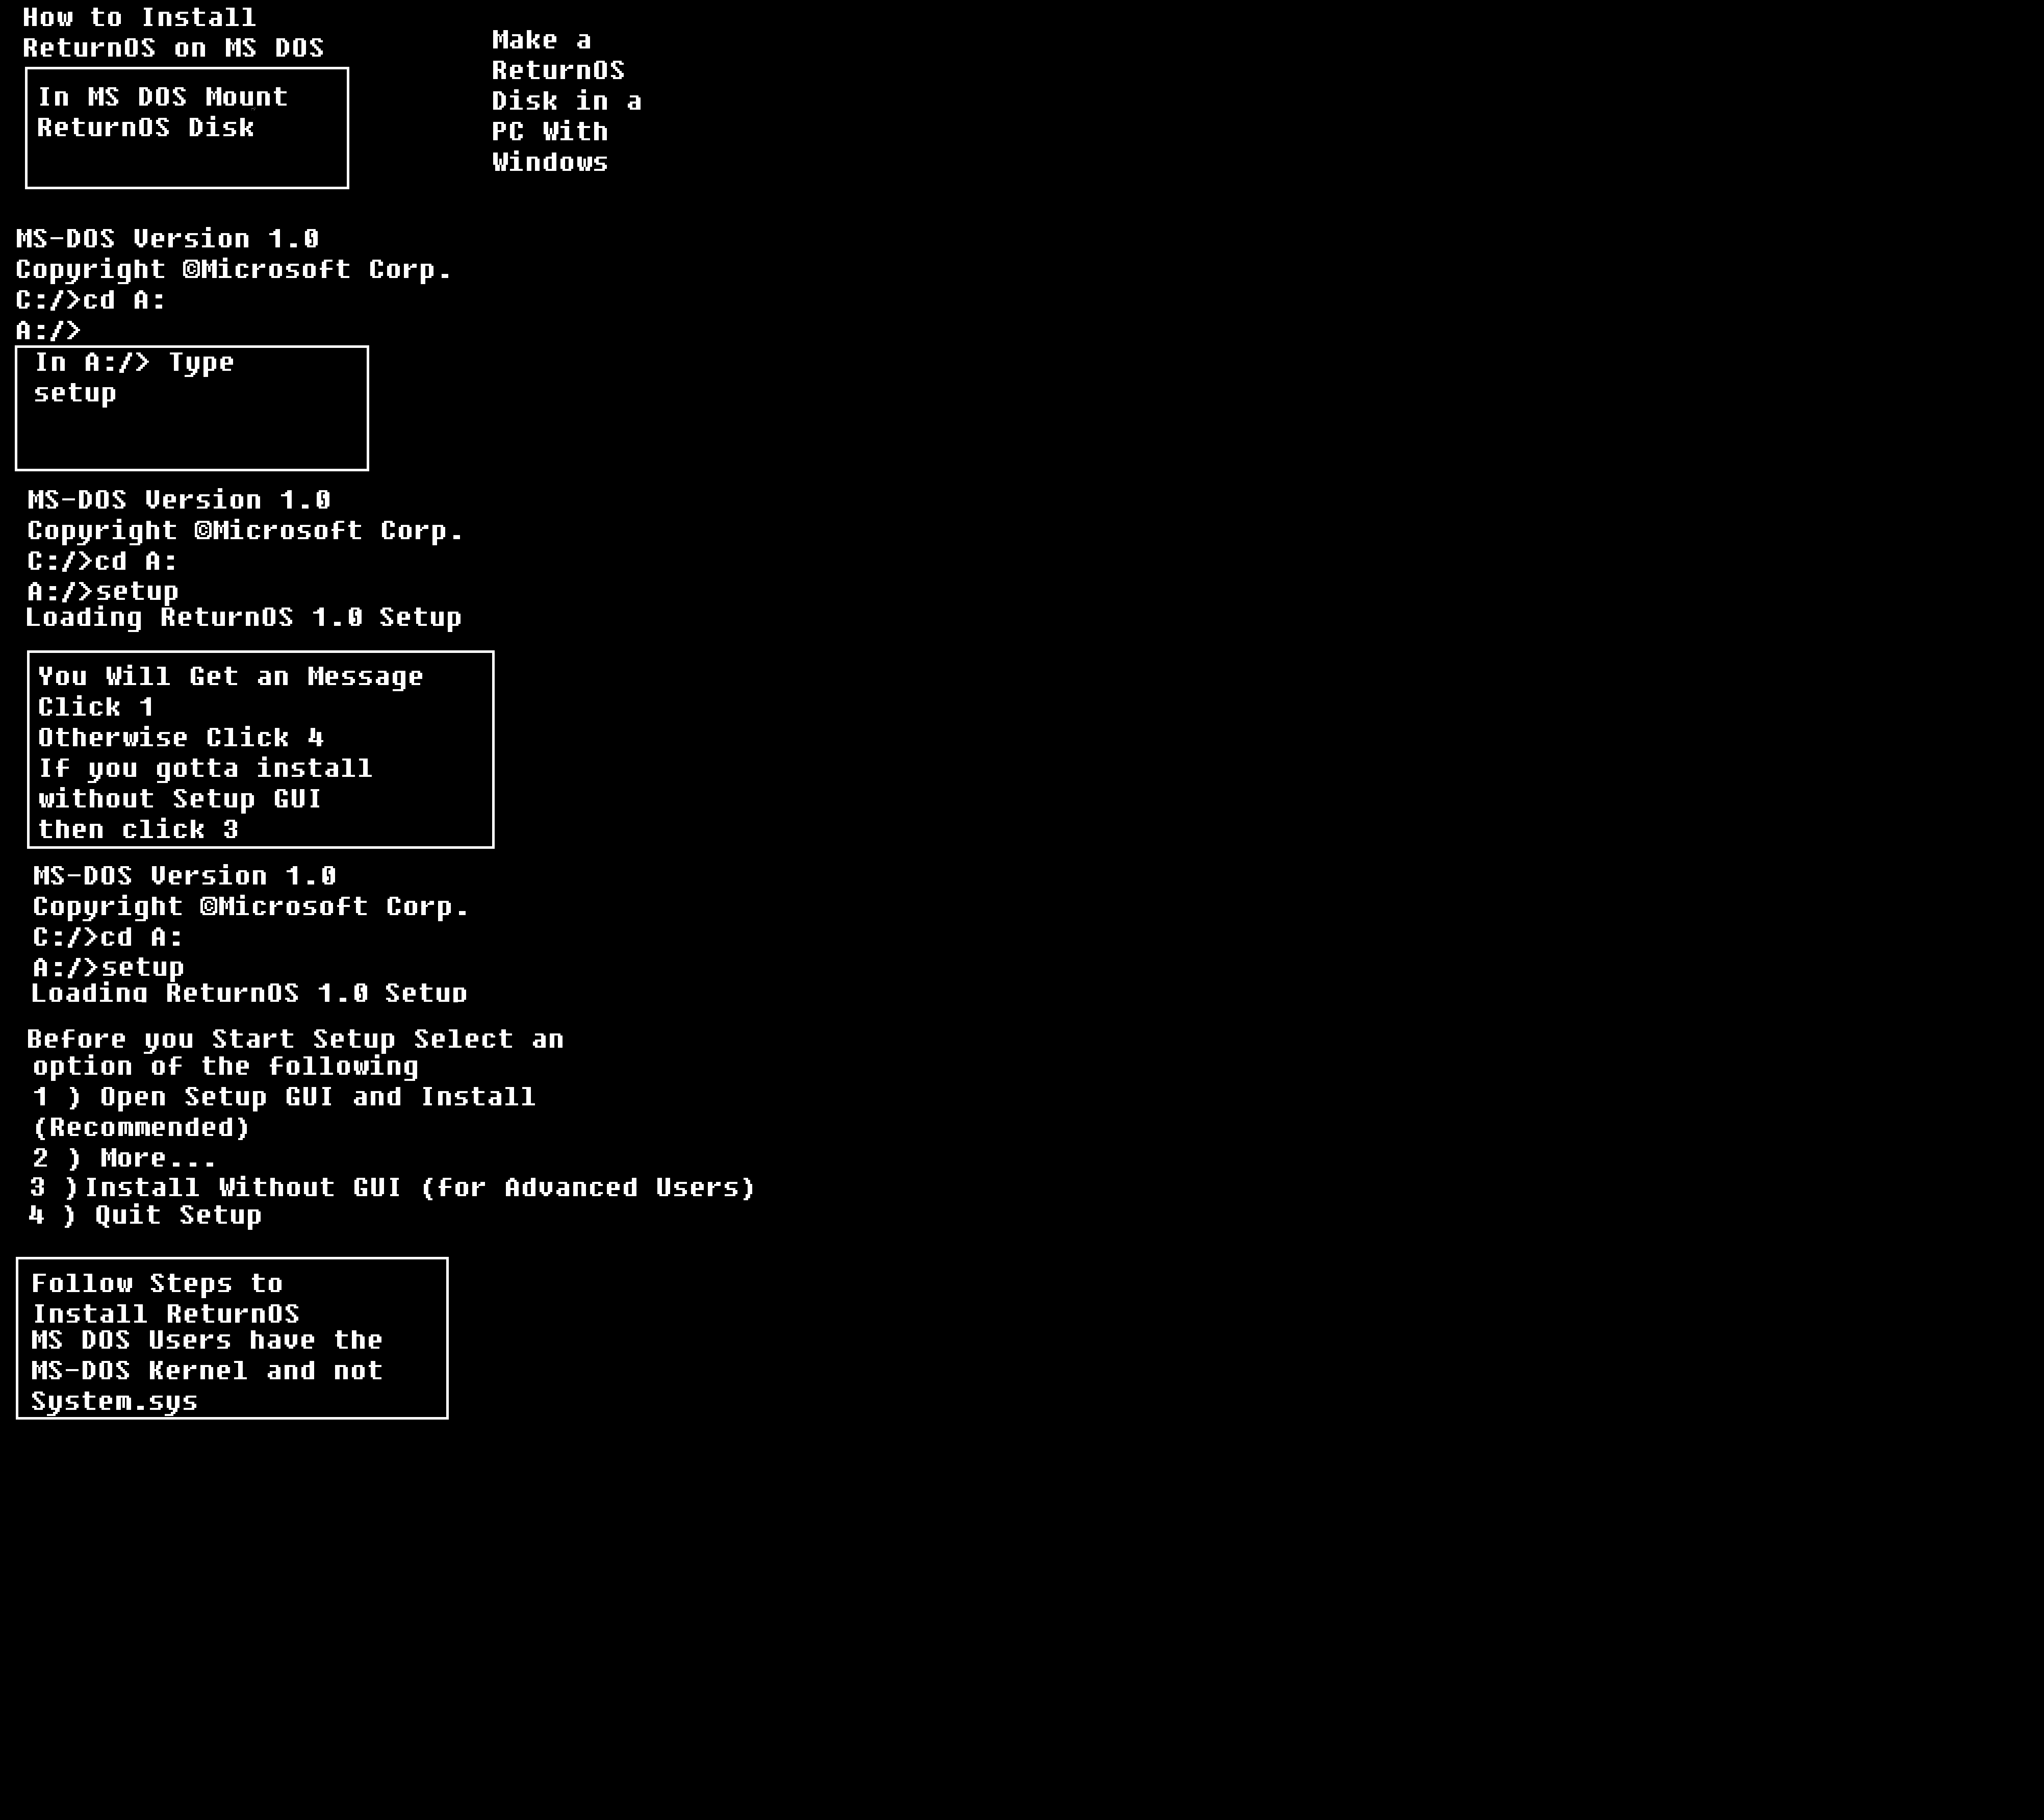 How to Install
ReturnOS on MS DOS
In MS DOS Mount
ReturnOS Disk
Make a
ReturnOS
Disk in a
PC With
Windows
MS-DOS Version 1.0
Copyright ©Microsoft Corp.
C:/>cd A:
A:/>
In A:/> Type
setup
MS-DOS Version 1.0
Copyright ©Microsoft Corp.
C:/>cd A:
A:/>setup
Loading ReturnOS 1.0 Setup
You Will Get an Message
Click 1
Otherwise Click 4
If you gotta install
without Setup GUI
then click 3
MS-DOS Version 1.0
Copyright ©Microsoft Corp.
C:/>cd A:
A:/>setup
Loading ReturnOS 1.0 Setup
Before you Start Setup Select an
option of the following
1 ) Open Setup GUI and Install
(Recommended)
2 ) More...
3 )Install Without GUI (for Advanced Users)
4 ) Quit Setup
Follow Steps to
Install ReturnOS
MS DOS Users have the
MS-DOS Kernel and not
System.sys